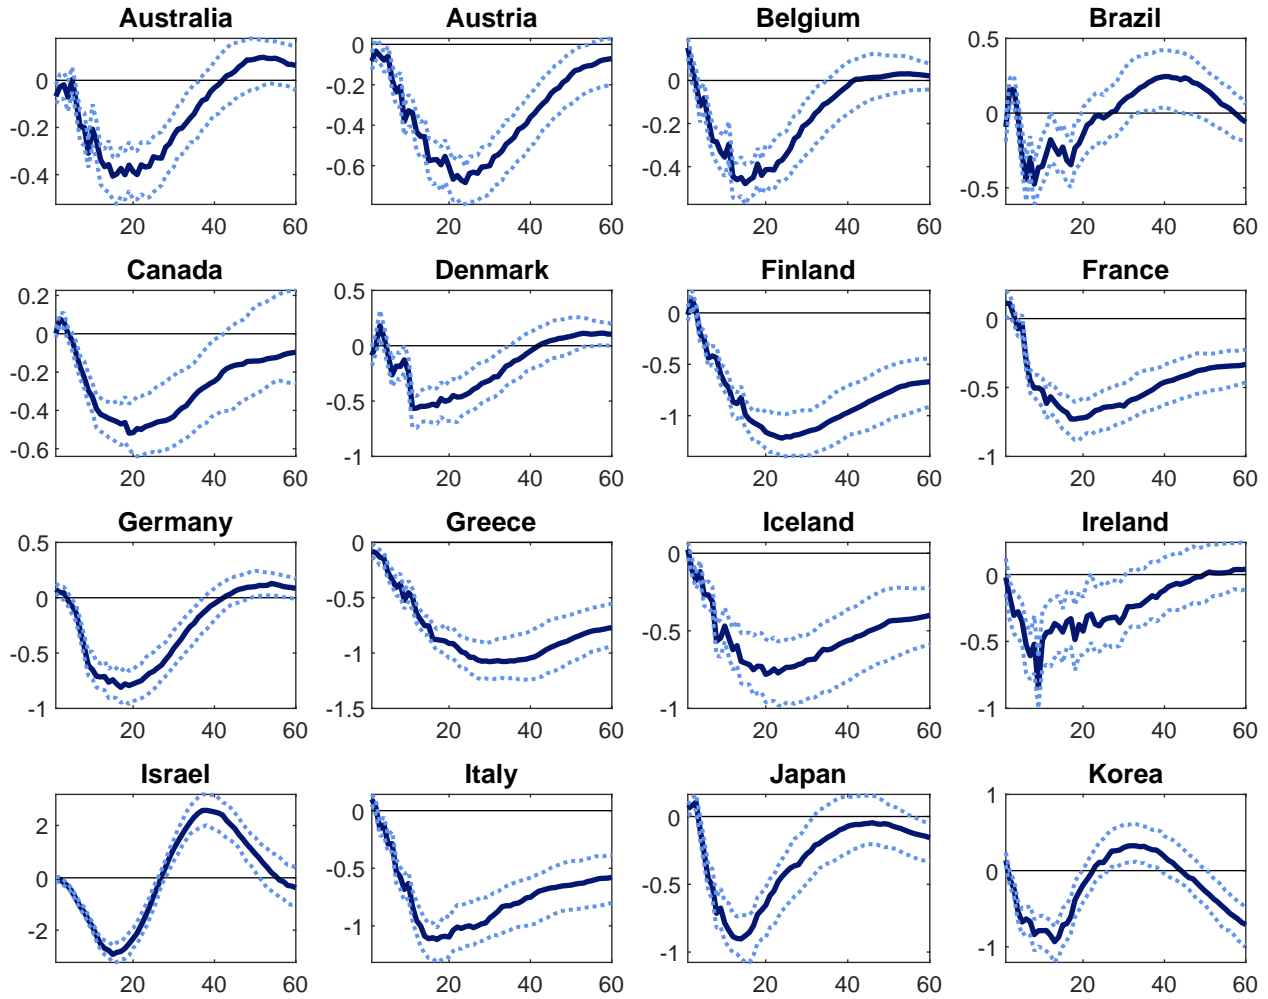 Australia Austria Belgium Brazil
0 -0.2 -0.4 20 40 60
0 -0.2 -0.4 -0.6 20 40 60
0 -0.2 -0.4 20 40 60
0.5 0 -0.5 20 40 60
Canada Denmark Finland France
0.2 0 -0.2 -0.4 -0.6 20 40 60
0.5 0 -0.5 -1 20 40 60
0 -0.5 -1 20 40 60
0 -0.5 -1 20 40 60
Germany Greece Iceland Ireland
0.5 0 -0.5 -1 20 40 60
0 -0.5 -1 -1.5 20 40 60
0 -0.5 -1 20 40 60
0 -0.5 -1 20 40 60
Israel Italy Japan Korea
2 0 -2 20 40 60
0 -0.5 -1 20 40 60
0 -0.5 -1 20 40 60
1 0 -1 20 40 60